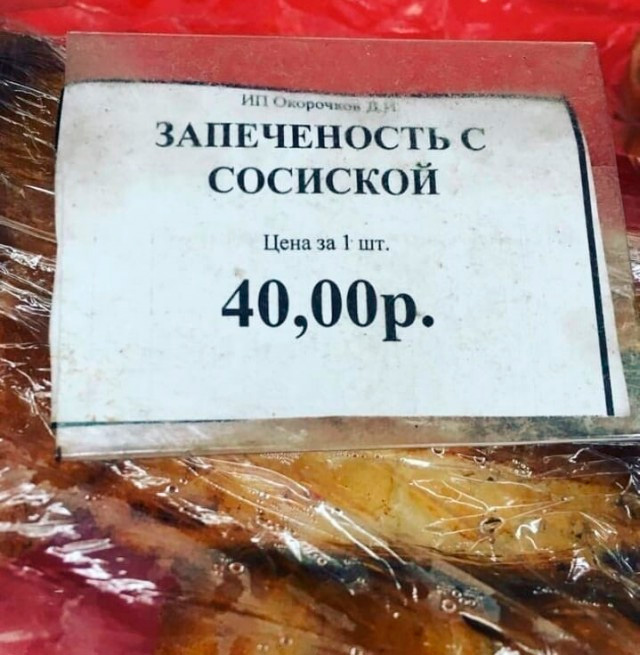 ИП Окорочков Д.И
ЗАПЕЧЕНОСТЬ С
СОСИСКОЙ
Цена за 1 шт.
40,00р.